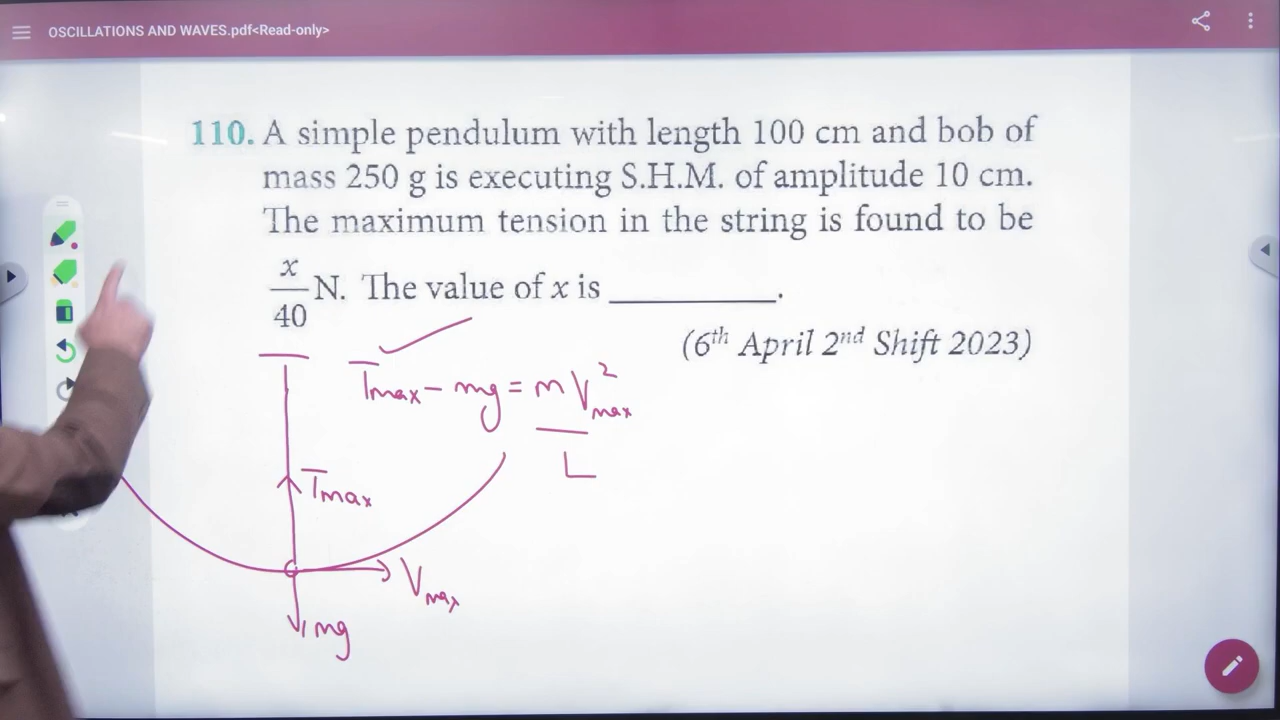 OSCILLATIONS AND WAVES.pdf<Read-only>
110. A simple pendulum with length 100 cm and bob of
mass 250 g is executing S.H.M. of amplitude 10 cm.
The maximum tension in the string is found to be
x/40 N. The value of x is ________.
(6th April 2nd Shift 2023)
Tmax - mg = mV²max
L
Tmax
Vmax
mg